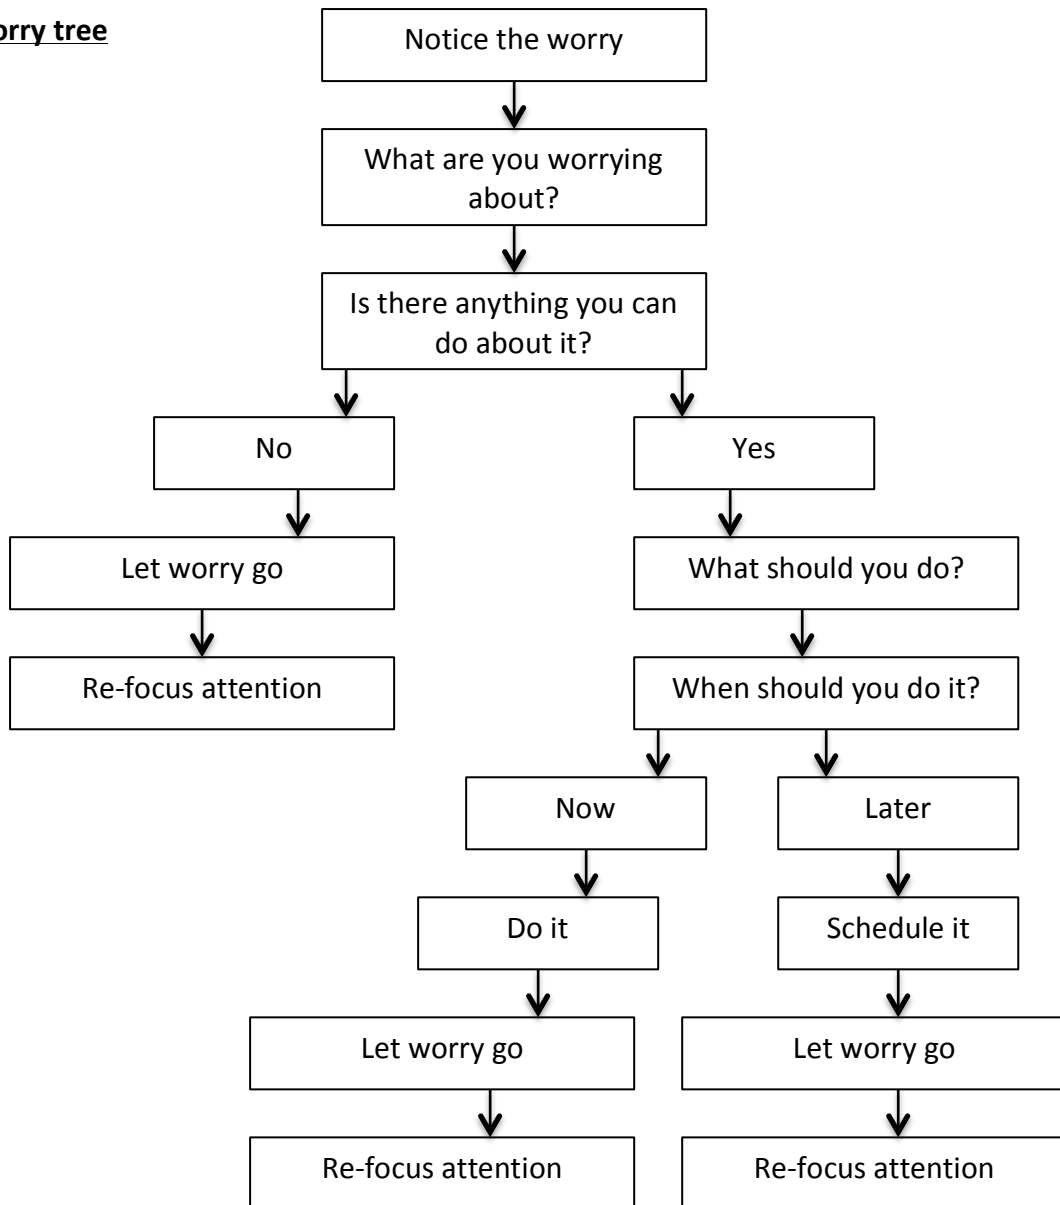 orry tree
Notice the worry
What are you worrying
about?
Is there anything you can
do about it?
No
Yes
Let worry go
What should you do?
Re-focus attention
When should you do it?
Now
Later
Do it
Schedule it
Let worry go
Let worry go
Re-focus attention
Re-focus attention